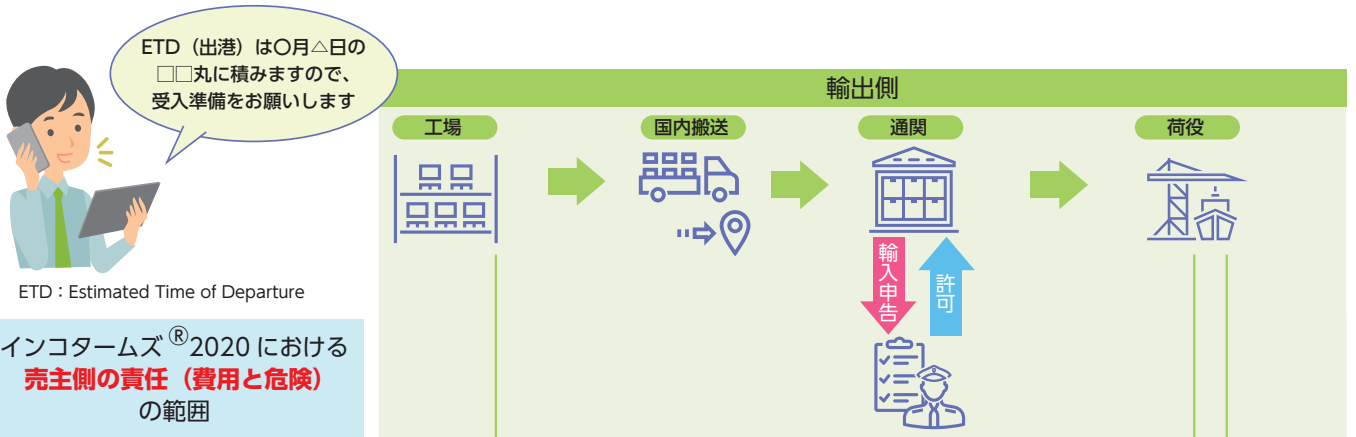 ETD（出港）は〇月△日の
□□丸に積みますので、
受入準備をお願いします
ETD：Estimated Time of Departure
インコタームズ®2020 における
売主側の責任（費用と危険）
の範囲
輸出側
工場
国内搬送
通関
荷役
輸入申告
許可